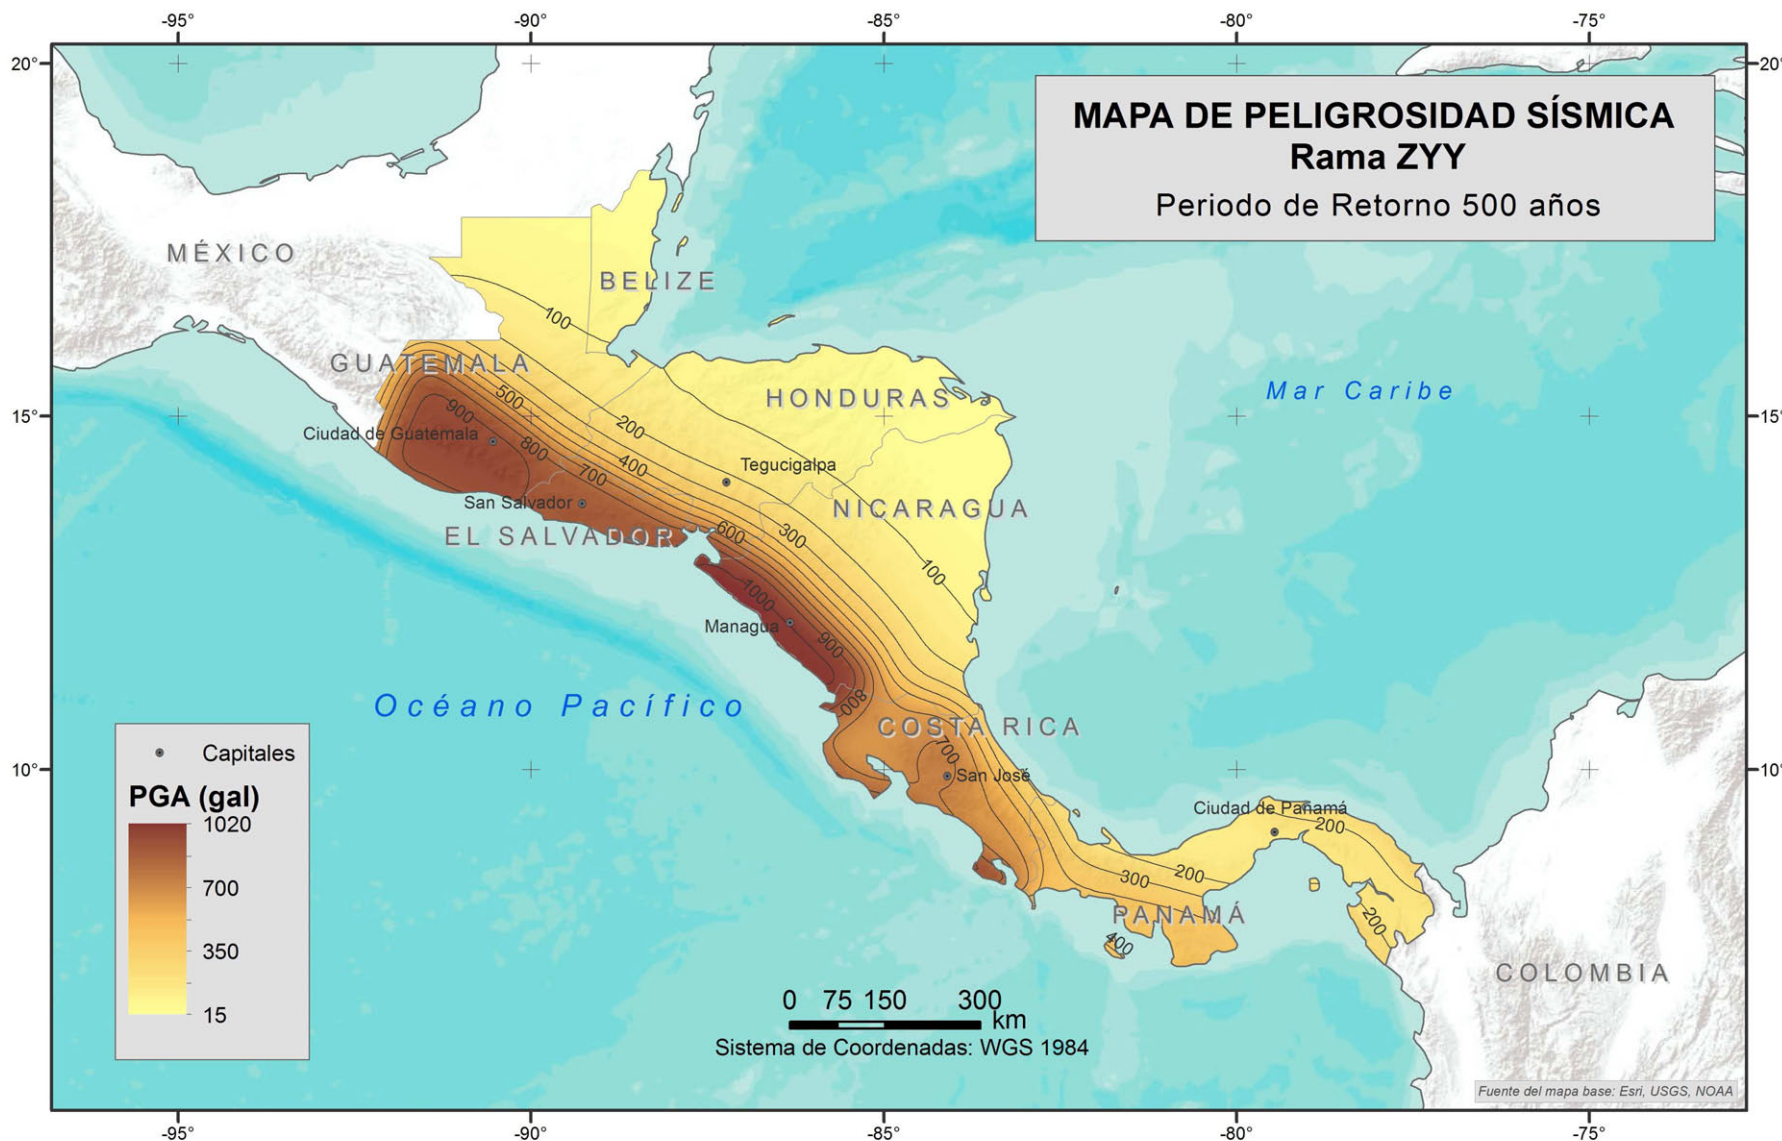 -95°
-90°
-85°
-80°
-75°
20°
20°
MAPA DE PELIGROSIDAD SÍSMICA
Rama ZYY
Periodo de Retorno 500 años
MÉXICO
BELIZE
100
GUATEMALA
HONDURAS
Mar Caribe
500
900
200
15°
15°
Ciudad de Guatemala
800
400
700
Tegucigalpa
San Salvador
NICARAGUA
EL SALVADOR
600
300
100
1000
Managua
900
800
Océano Pacífico
COSTA RICA
700
San José
10°
10°
Capitales
PGA (gal)
1020
700
350
15
Ciudad de Panamá
200
200
300
PANAMÁ
200
400
COLOMBIA
0 75 150 300
km
Sistema de Coordenadas: WGS 1984
Fuente del mapa base: Esri, USGS, NOAA
-95°
-90°
-85°
-80°
-75°